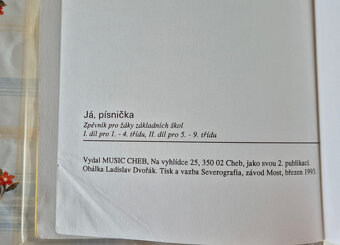 Já, písnička
Zpěvník pro žáky základních škol
I. díl pro 1. - 4. třídu, II. díl pro 5. - 9. třídu
Vydal MUSIC CHEB, Na vyhlídce 25, 350 02 Cheb, jako svou 2. publikaci.
Obálka Ladislav Dvořák. Tisk a vazba Severografia, závod Most, březen 1993